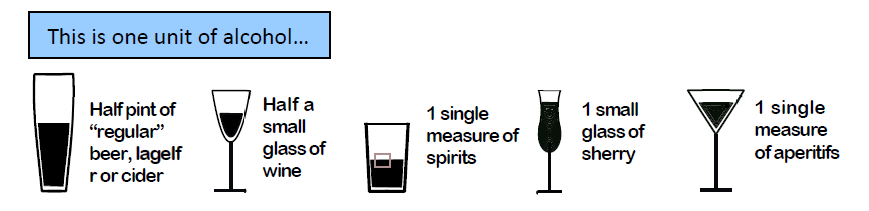 This is one unit of alcohol...
Half pint of
“regular”
beer, lagelf
r or cider
Half a
small
glass of
wine
1 single
measure of
spirits
1 small
glass of
sherry
1 single
measure
of aperitifs